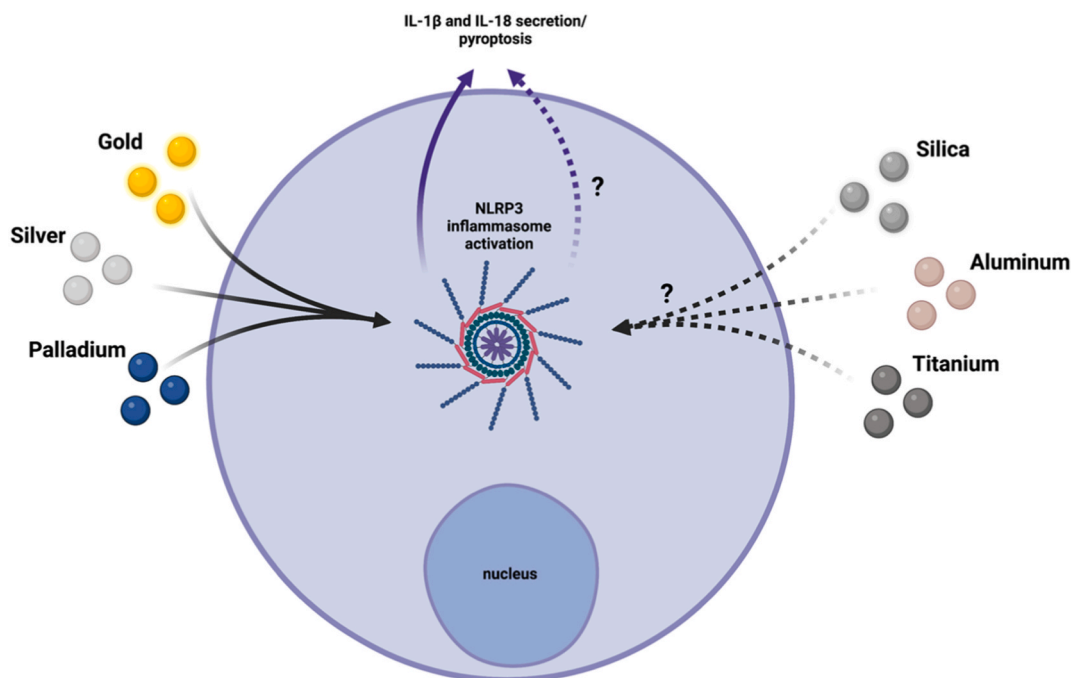 IL-1β and IL-18 secretion/
pyroptosis
Gold
Silver
Palladium
?
NLRP3
inflammasome
activation
?
Silica
Aluminum
Titanium
nucleus